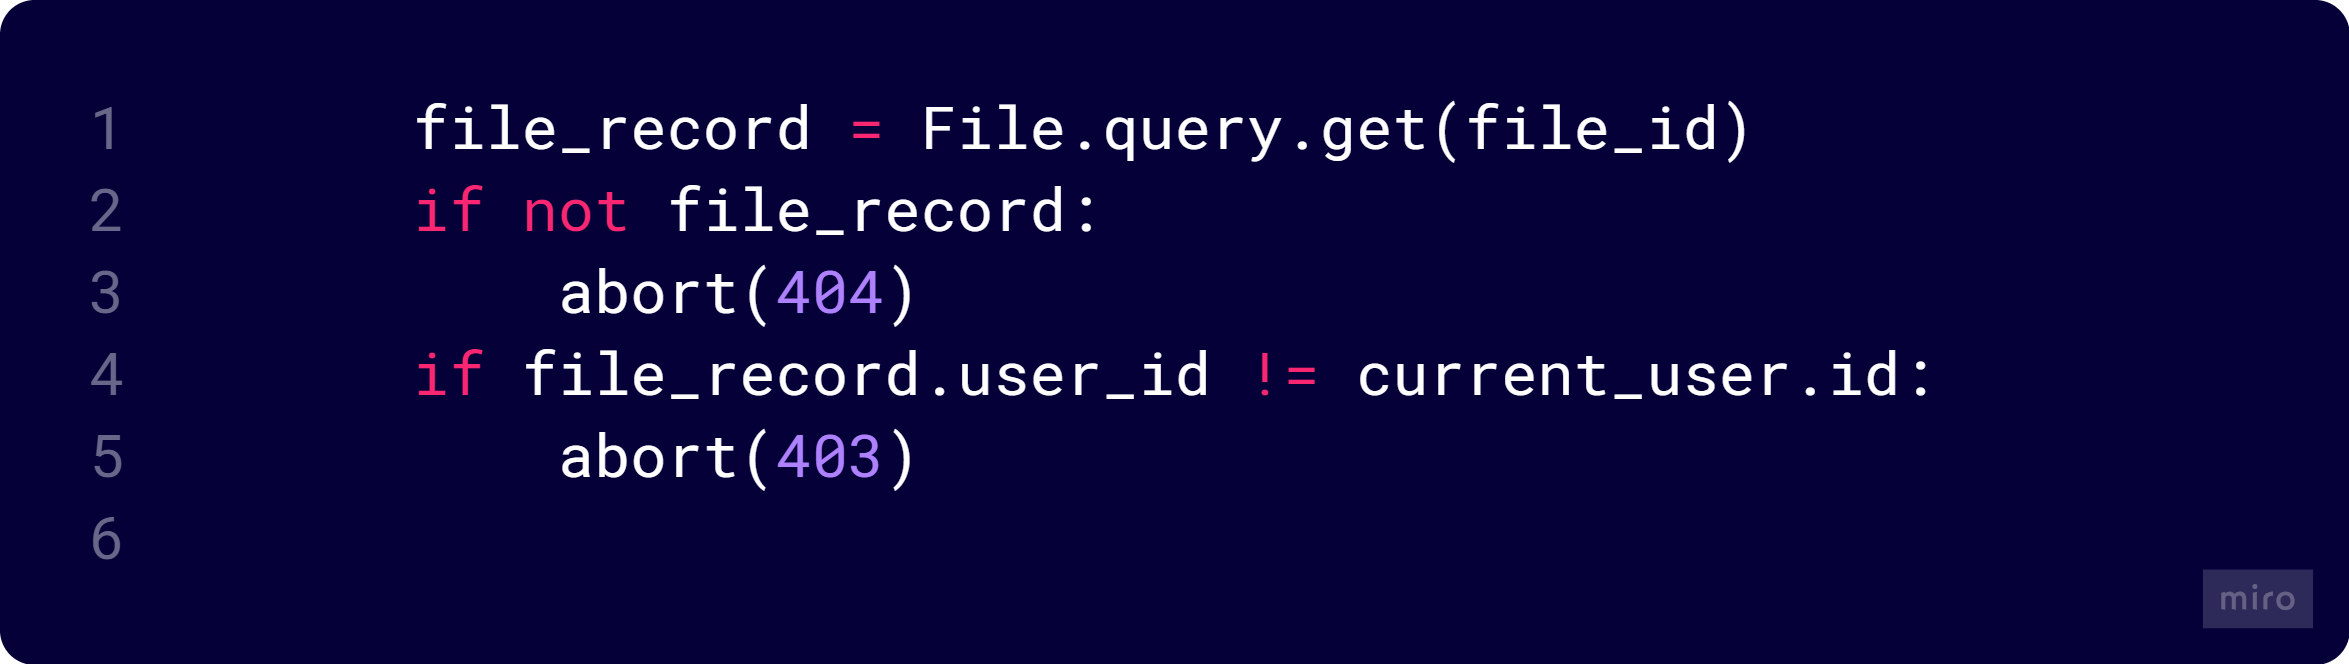 1 file_record = File.query.get(file_id)
2 if not file_record:
3     abort(404)
4 if file_record.user_id != current_user.id:
5     abort(403)
6
miro